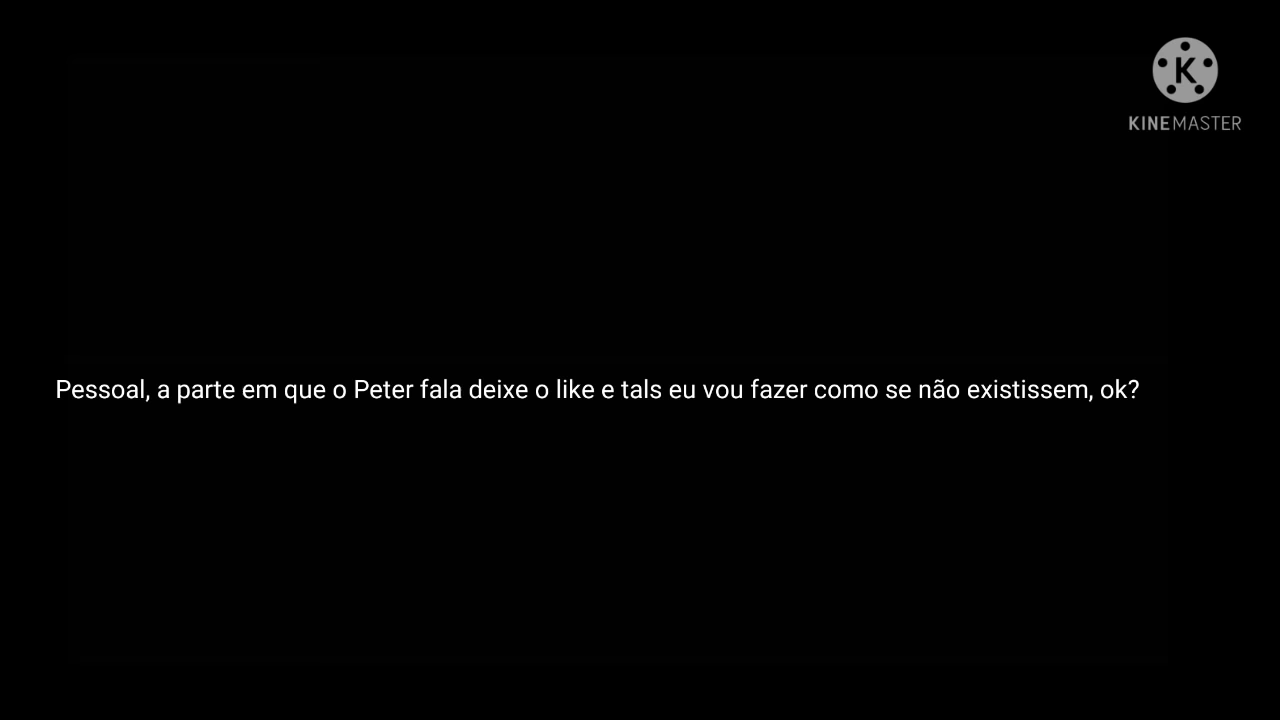 K
KINEMASTER
Pessoal, a parte em que o Peter fala deixe o like e tals eu vou fazer como se não existissem, ok?